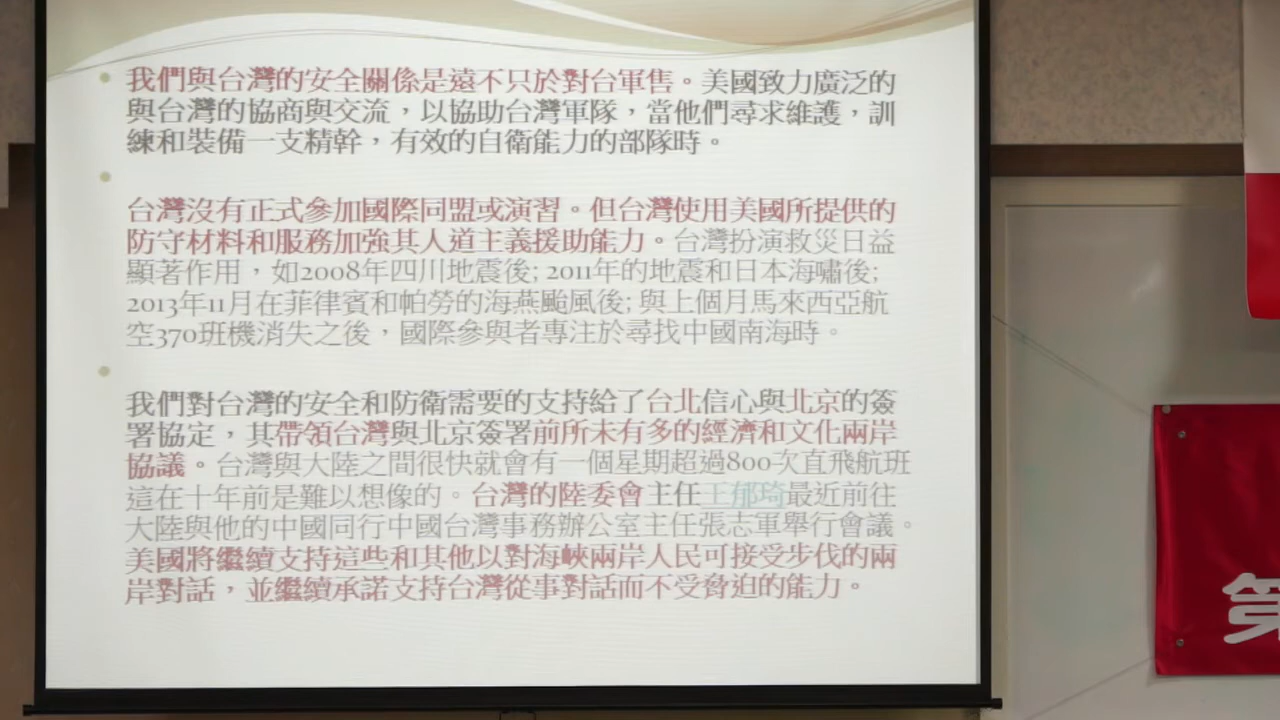 我們與台灣的安全關係是遠不只於對台軍售。美國致力廣泛的
與台灣的協商與交流，以協助台灣軍隊，當他們尋求維護，訓
練和裝備一支精幹，有效的自衛能力的部隊時。
台灣沒有正式參加國際同盟或演習。但台灣使用美國所提供的
防守材料和服務加強其人道主義援助能力。台灣扮演救災日益
顯著作用，如2008年四川地震後; 2011年的地震和日本海嘯後;
2013年11月在菲律賓和帕勞的海燕颱風後; 與上個月馬來西亞航
空370班機消失之後，國際參與者專注於尋找中國南海時。
我們對台灣的安全和防衛需要的支持給了台北信心與北京的簽
署協定，其帶領台灣與北京簽署前所未有多的經濟和文化兩岸
協議。台灣與大陸之間很快就會有一個星期超過800次直飛航班
這在十年前是難以想像的。台灣的陸委會主任王郁琦最近前往
大陸與他的中國同行中國台灣事務辦公室主任張志軍舉行會議。
美國將繼續支持這些和其他以對海峽兩岸人民可接受步伐的兩
岸對話，並繼續承諾支持台灣從事對話而不受脅迫的能力。
第